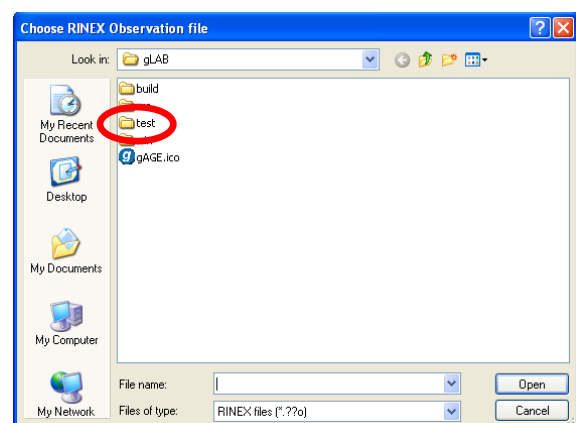 Choose RINEX Observation file
Look in:
gLAB
build
test
gAGE.ico
My Recent
Documents
Desktop
My Documents
My Computer
My Network
File name:
Open
Files of type:
RINEX files (*.??o)
Cancel